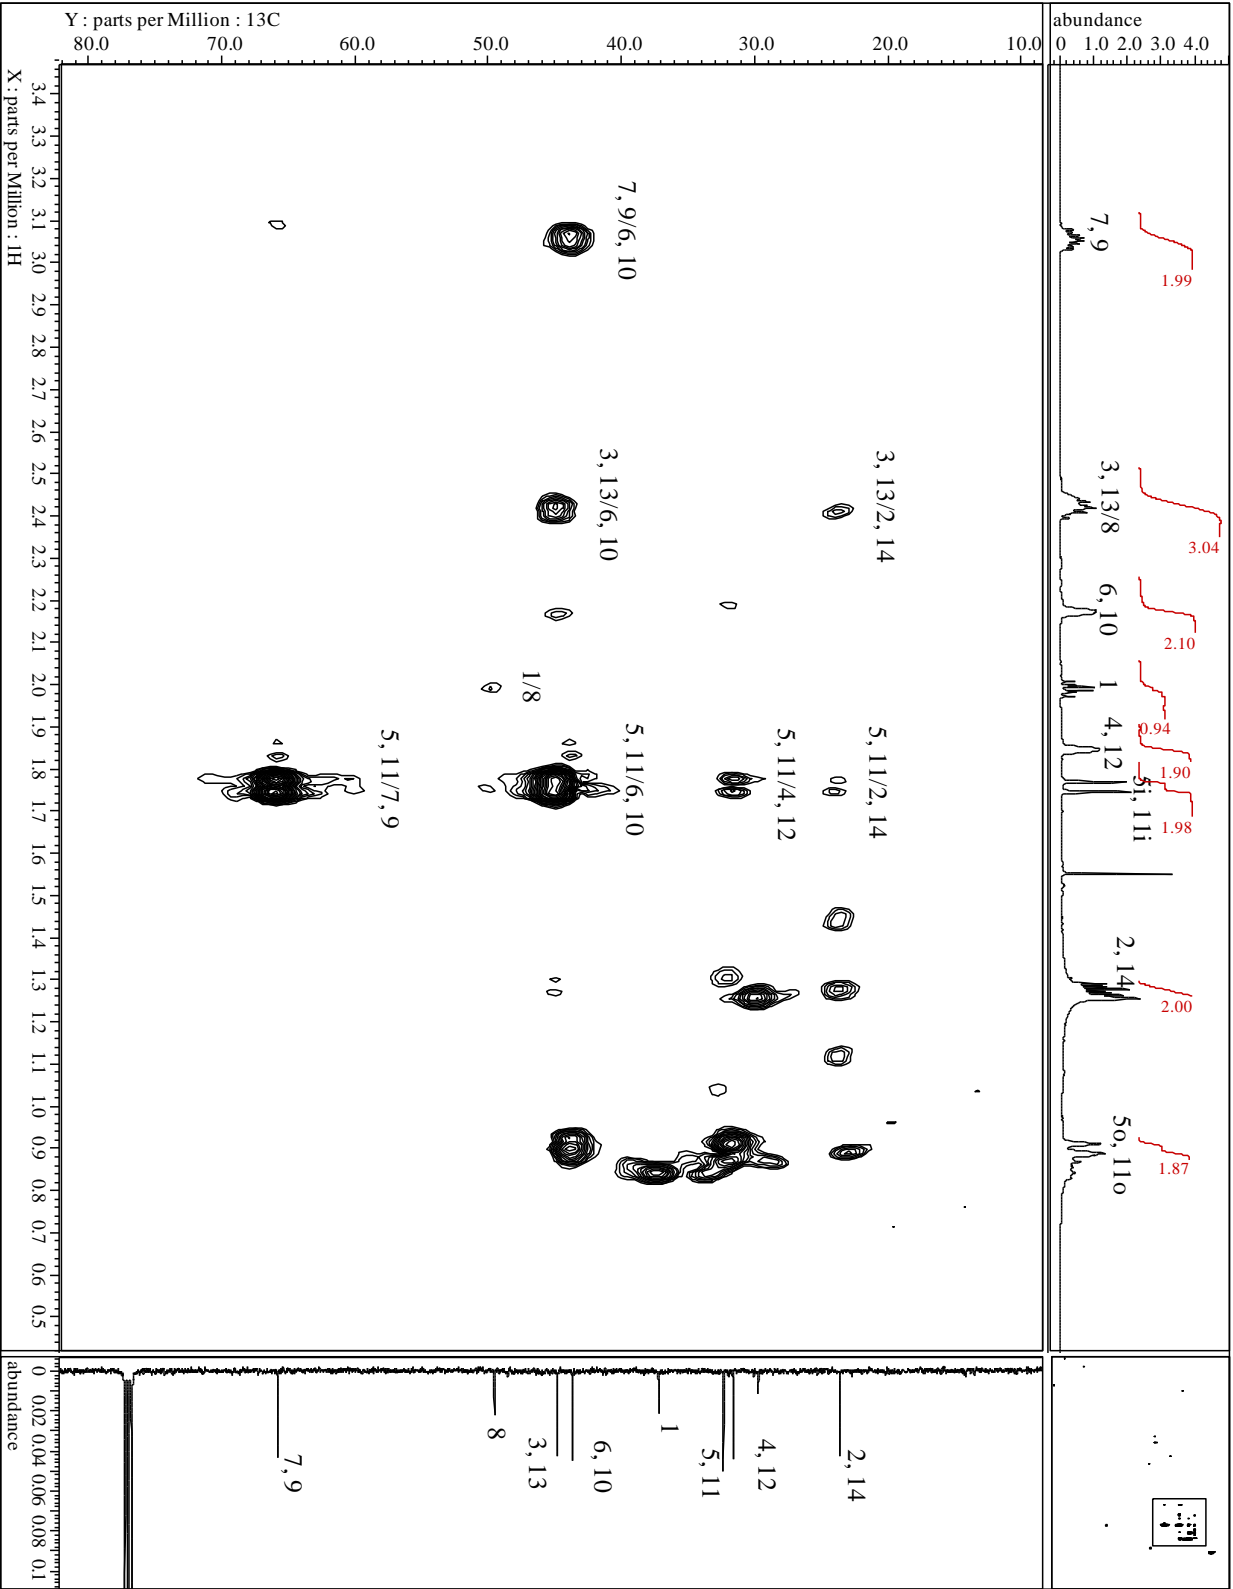 Y : parts per Million : 13C
80.0 70.0 60.0 50.0 40.0 30.0 20.0 10.0
abundance
0 1.0 2.0 3.0 4.0
X : parts per Million : 1H
3.4 3.3 3.2 3.1 3.0 2.9 2.8 2.7 2.6 2.5 2.4 2.3 2.2 2.1 2.0 1.9 1.8 1.7 1.6 1.5 1.4 1.3 1.2 1.1 1.0 0.9 0.8 0.7 0.6 0.5
7, 9/6, 10
3, 13/6, 10
3, 13/2, 14
1/8
5, 11/7, 9
5, 11/6, 10
5, 11/4, 12
5, 11/2, 14
7, 9
1.99
3, 13/8
3.04
6, 10
2.10
1
0.94
4, 12
1.90
5i, 11i
1.98
2, 14
2.00
5o, 11o
1.87
abundance
0 0.02 0.04 0.06 0.08 0.1
7, 9
8
3, 13
6, 10
1
5, 11
4, 12
2, 14